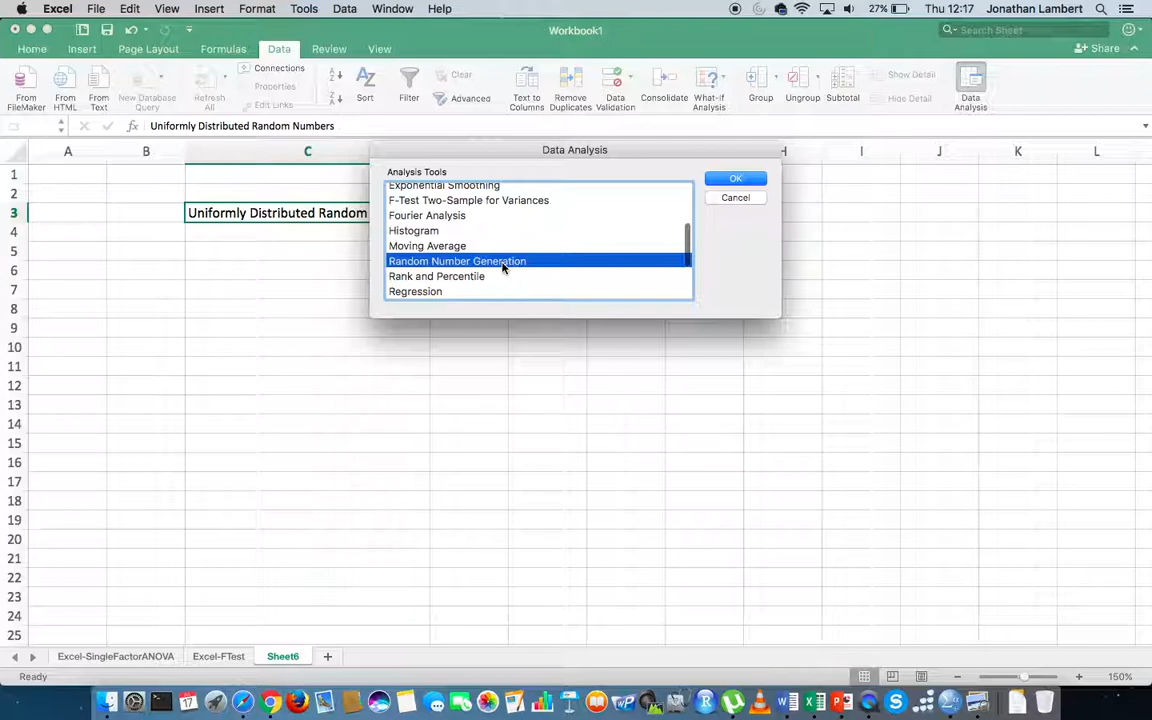 Excel File Edit View Insert Format Tools Data Window Help 27% Thu 12:17 Jonathan Lambert
Workbook1 Search Sheet
Home Insert Page Layout Formulas Data Review View Share
From FileMaker From HTML From Text New Database Query Refresh All Connections Properties Edit Links Sort Filter Clear Advanced Text to Columns Remove Duplicates Data Validation Consolidate What-If Analysis Group Ungroup Subtotal Show Detail Hide Detail Data Analysis
fx Uniformly Distributed Random Numbers
A B C H I J K L
Data Analysis
Analysis Tools
Exponential Smoothing
F-Test Two-Sample for Variances
Fourier Analysis
Histogram
Moving Average
Random Number Generation
Rank and Percentile
Regression
OK
Cancel
1
2
3 Uniformly Distributed Random
4
5
6
7
8
9
10
11
12
13
14
15
16
17
18
19
20
21
22
23
24
25
Excel-SingleFactorANOVA Excel-FTest Sheet6
Ready 150%